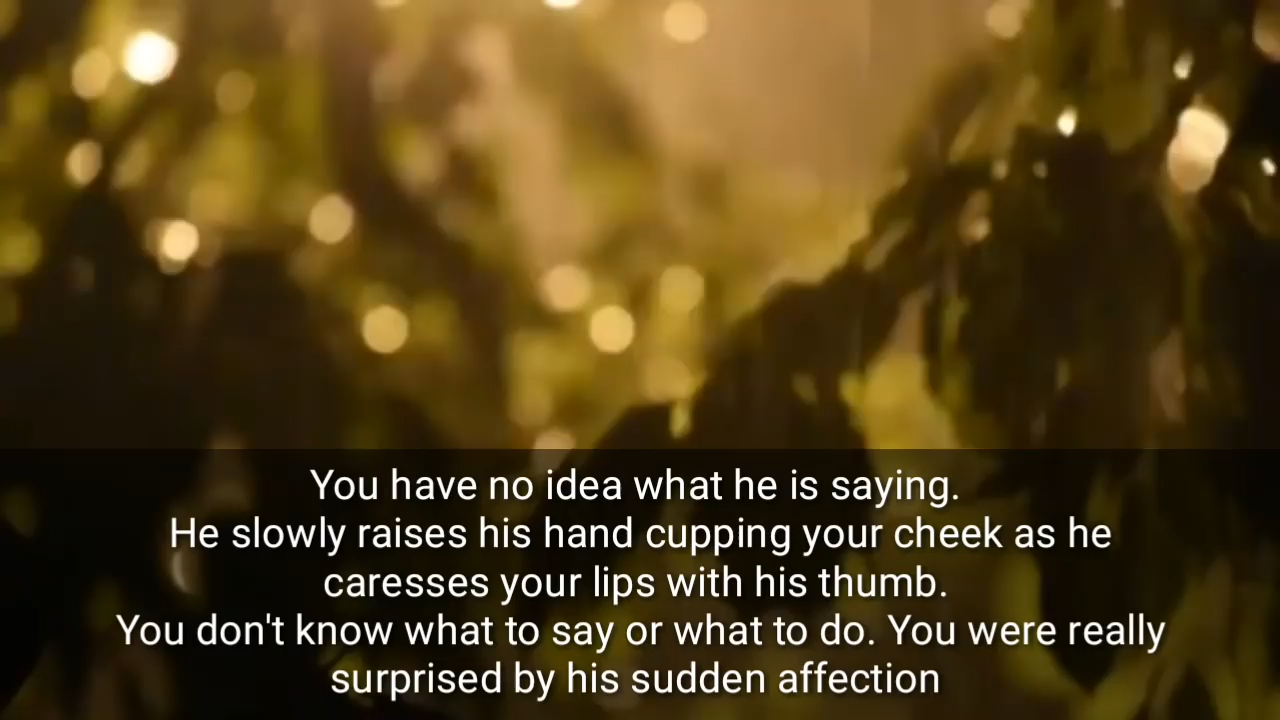 You have no idea what he is saying.
He slowly raises his hand cupping your cheek as he
caresses your lips with his thumb.
You don't know what to say or what to do. You were really
surprised by his sudden affection